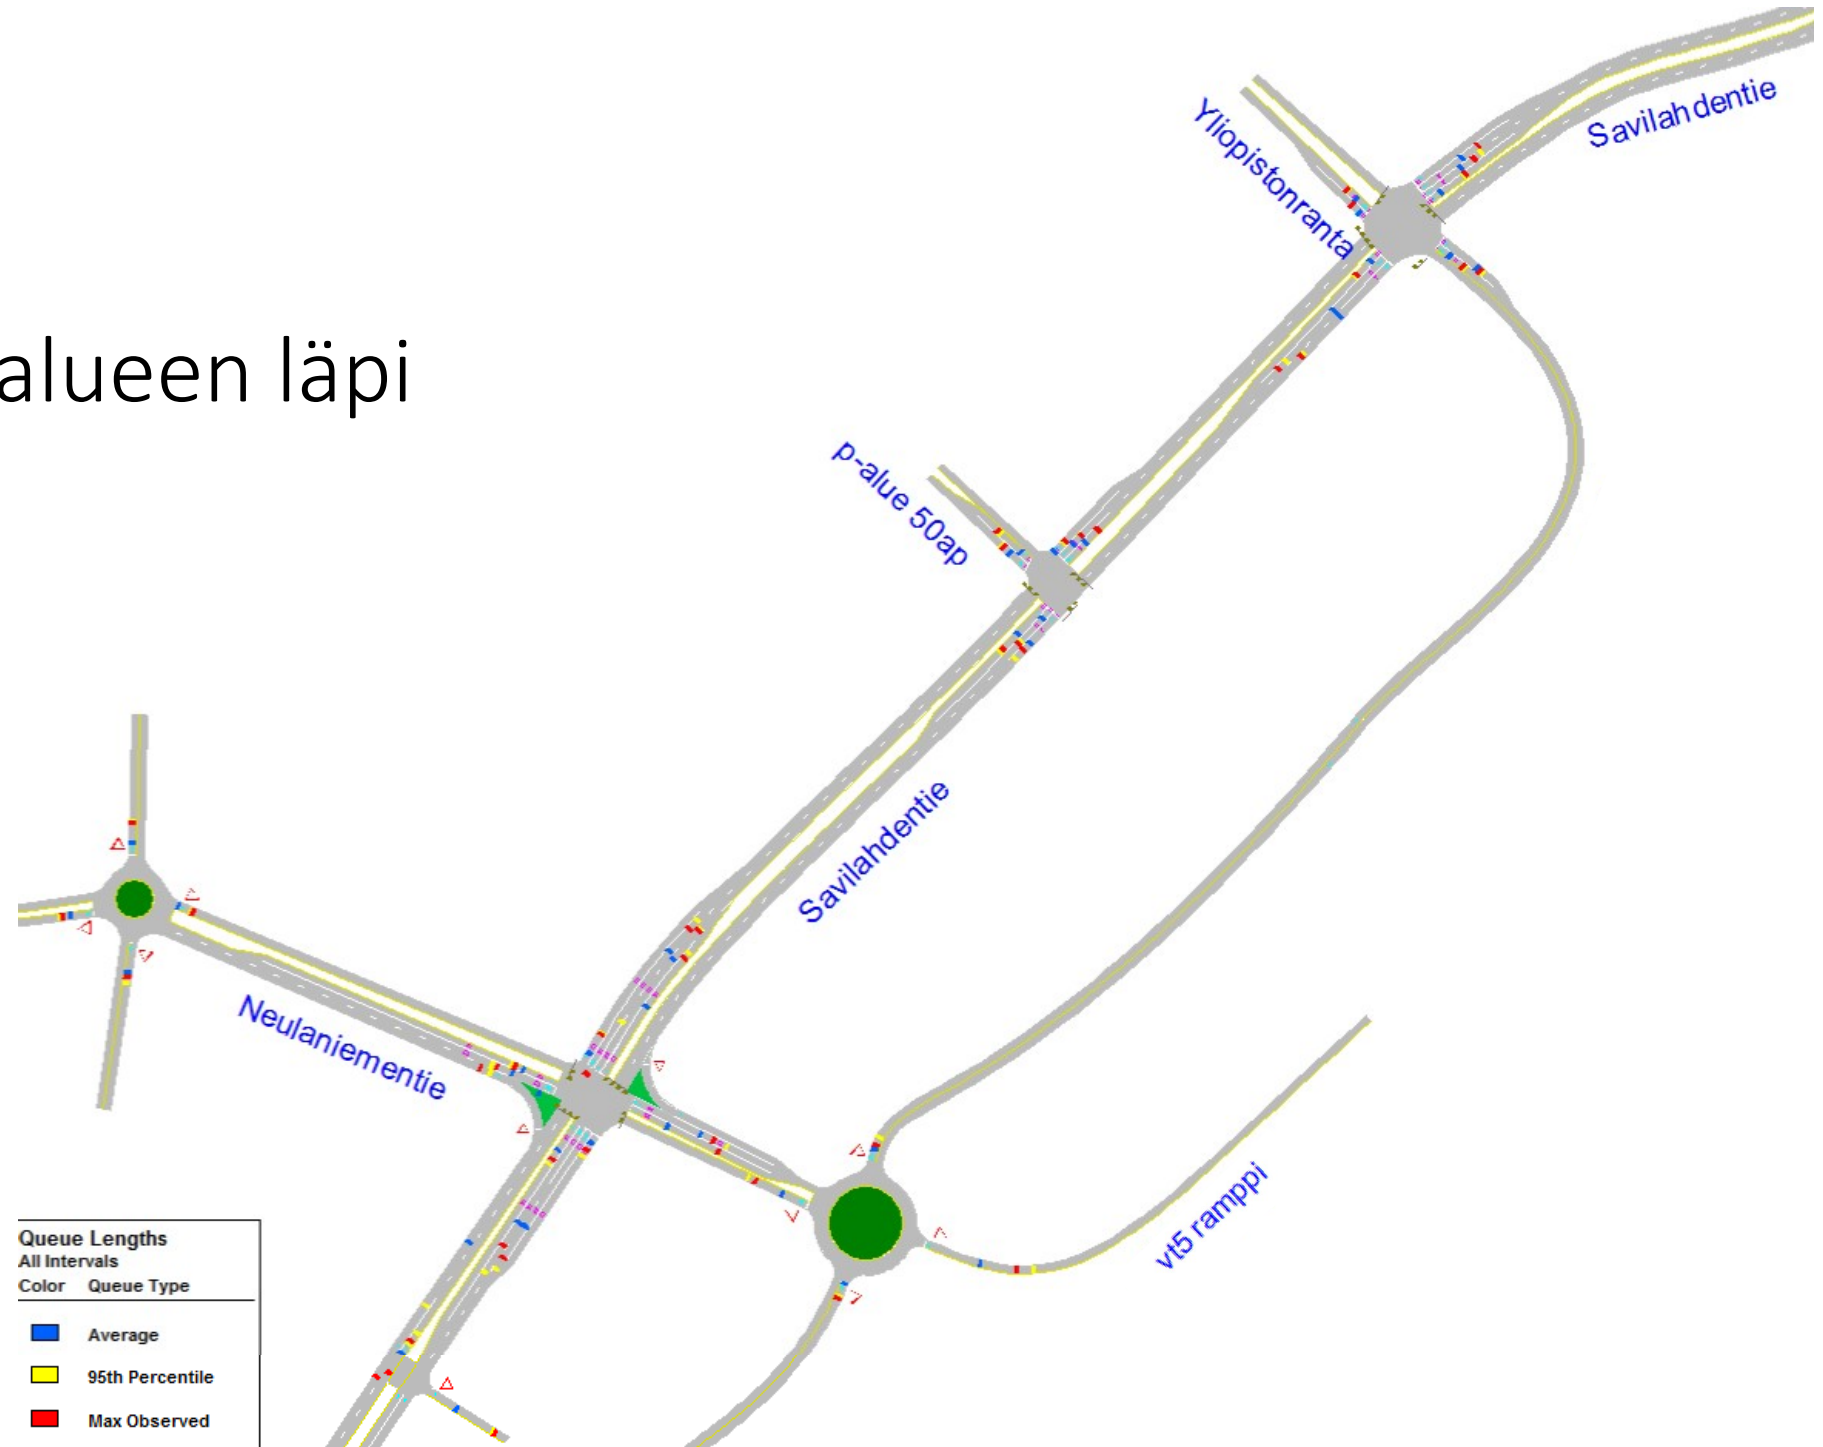 Savilahdentie
Yliopistonranta
alueen läpi
p-alue 50ap
Savilahdentie
Neulaniementie
vt5 ramppi
Queue Lengths
All Intervals
Color Queue Type
Average
95th Percentile
Max Observed